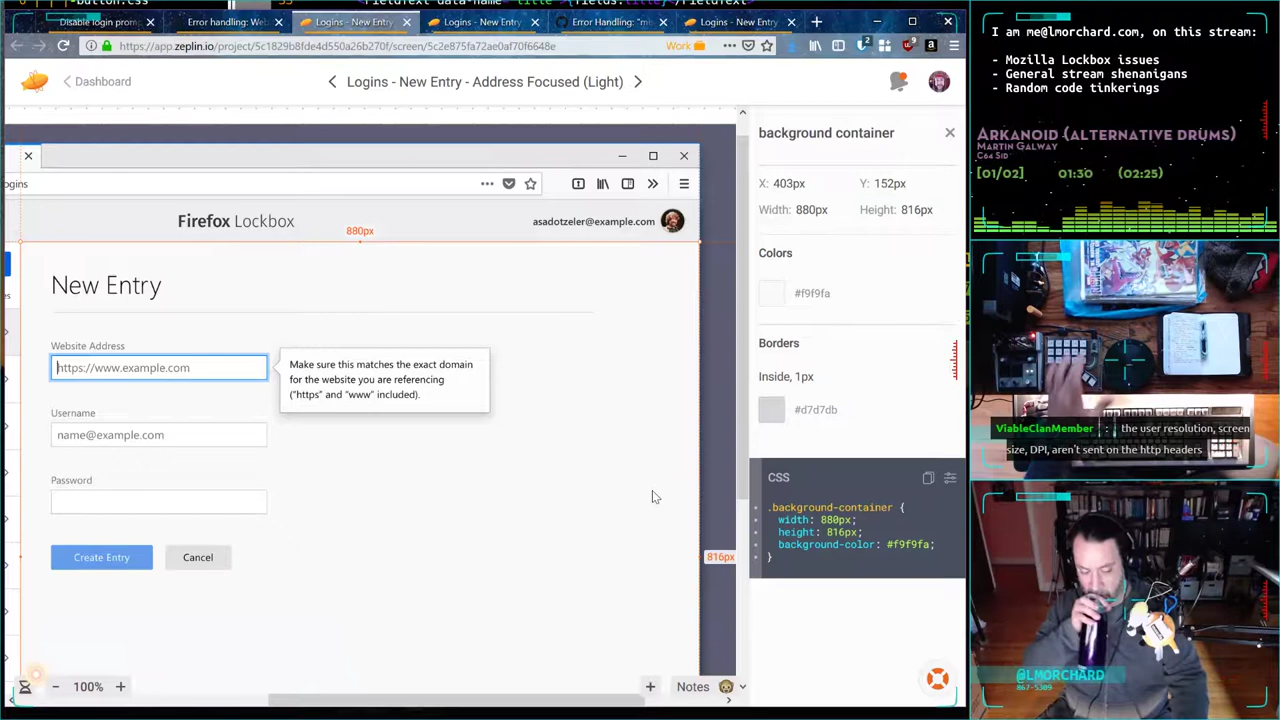 Disable login promp
Error handling: We
Logins - New Entry
Logins - New Entry
Error Handling: "m
Logins - New Entry
https://app.zeplin.io/project/5c1829b8fde4d550a26b270f/screen/5c2e875fa72ae0af70f6648e
Work
Dashboard
Logins - New Entry - Address Focused (Light)
ogins
Firefox Lockbox
asadotzeler@example.com
880px
New Entry
Website Address
https://www.example.com
Make sure this matches the exact domain
for the website you are referencing
("https" and "www" included).
Username
name@example.com
Password
Create Entry
Cancel
816px
100%
Notes
background container
X: 403px
Y: 152px
Width: 880px
Height: 816px
Colors
#f9f9fa
Borders
Inside, 1px
#d7d7db
CSS
.background-container {
width: 880px;
height: 816px;
background-color: #f9f9fa;
}
I am me@lmorchard.com, on this stream:
- Mozilla Lockbox issues
- General stream shenanigans
- Random code tinkerings
ARKANOID (ALTERNATIVE DRUMS)
MARTIN GALWAY
C64 SID
[01/02] 01:30 (02:25)
ViableClanMember : the user resolution, screen
size, DPI, aren't sent on the http headers
@LMORCHARD
867-5309